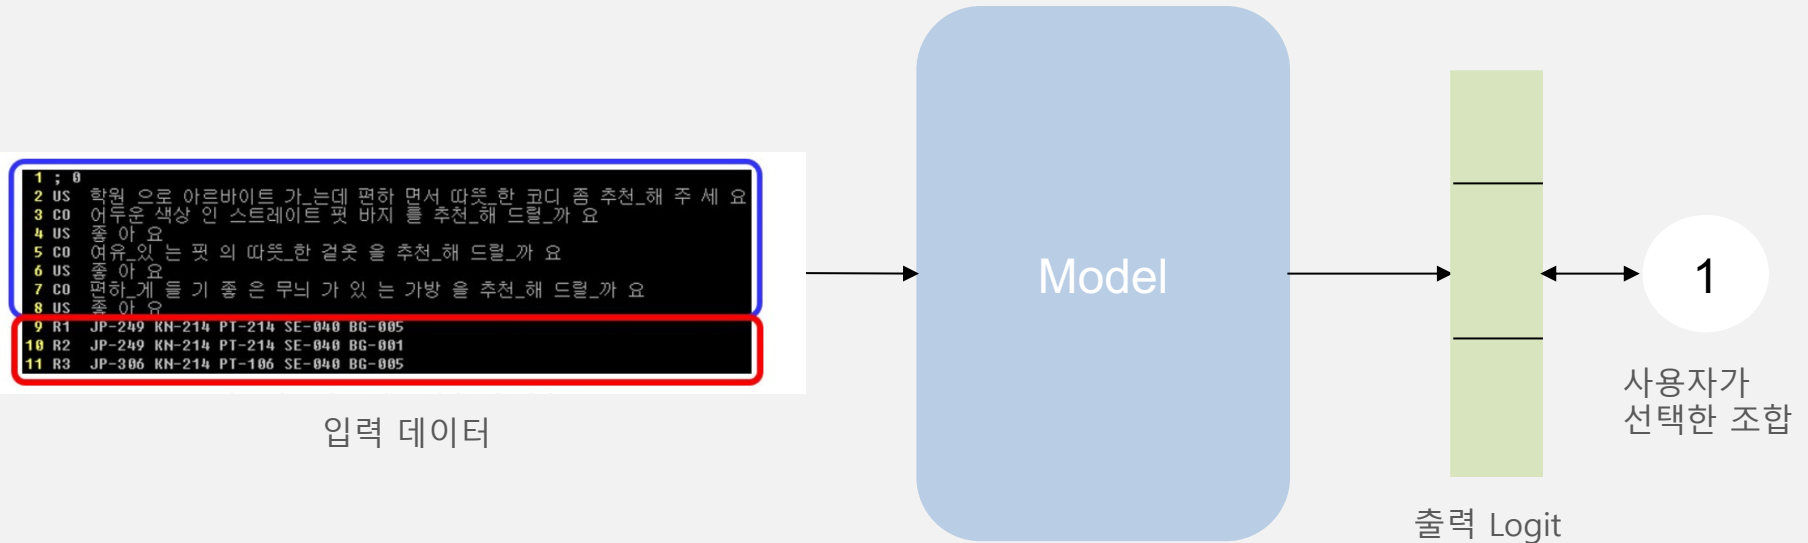 1 ; 0
2 US 학원 으로 아르바이트 가_는데 편하 면서 따뜻_한 코디 좀 추천_해 주 세 요
3 CO 어두운 색상 인 스트레이트 핏 바지 를 추천_해 드릴_까 요
4 US 좋 아 요
5 CO 여유_있 는 핏 의 따뜻_한 겉옷 을 추천_해 드릴_까 요
6 US 좋 아 요
7 CO 편하_게 들 기 좋 은 무늬 가 있 는 가방 을 추천_해 드릴_까 요
8 US 좋 아 요
9 R1 JP-249 KN-214 PT-214 SE-040 BG-005
10 R2 JP-249 KN-214 PT-214 SE-040 BG-001
11 R3 JP-306 KN-214 PT-106 SE-040 BG-005
입력 데이터
Model
출력 Logit
1
사용자가
선택한 조합